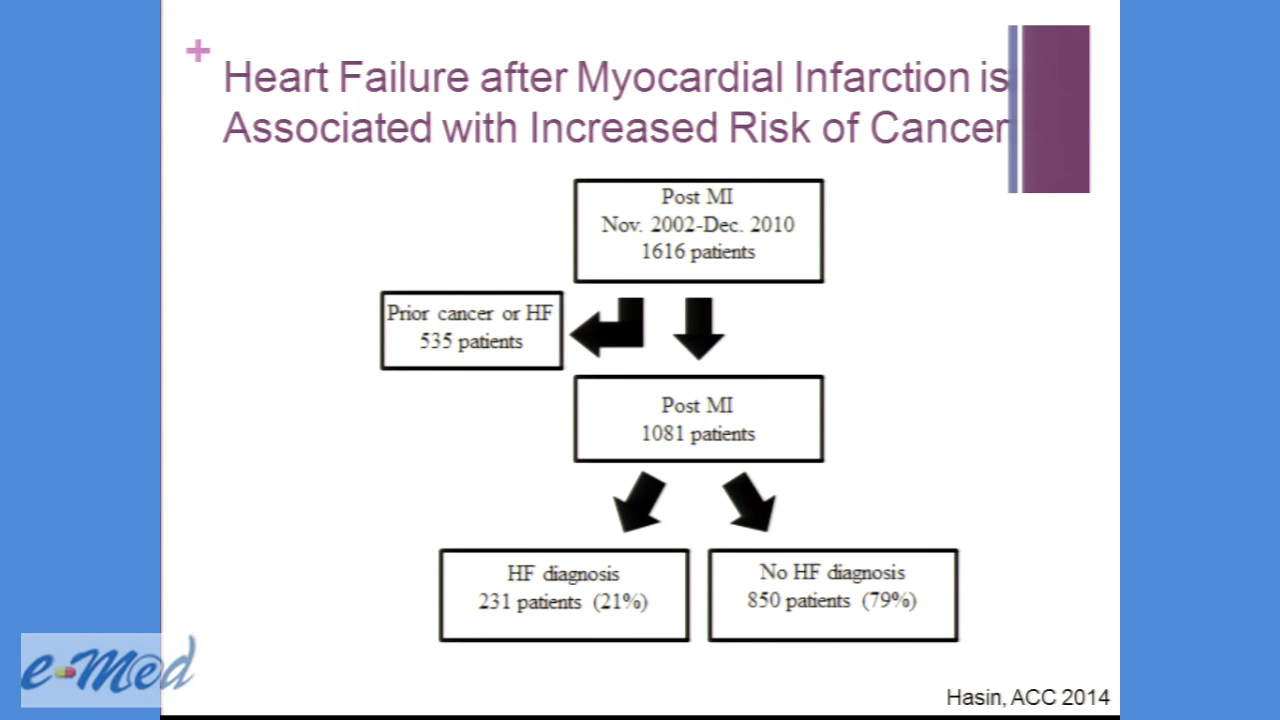 +
Heart Failure after Myocardial Infarction is
Associated with Increased Risk of Cancer
Post MI
Nov. 2002-Dec. 2010
1616 patients
Prior cancer or HF
535 patients
Post MI
1081 patients
HF diagnosis
231 patients (21%)
No HF diagnosis
850 patients (79%)
e-Med
Hasin, ACC 2014